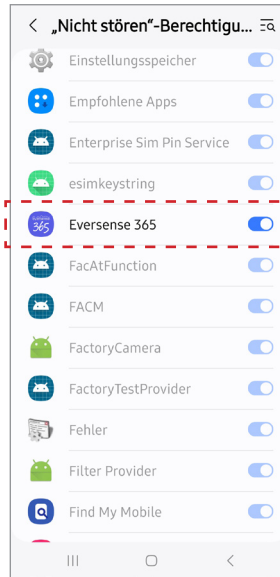 „Nicht stören“-Berechtigu...
Einstellungsspeicher
Empfohlene Apps
Enterprise Sim Pin Service
esimkeystring
365
Eversense 365
FacAtFunction
FACM
FactoryCamera
FactoryTestProvider
Fehler
Filter Provider
Find My Mobile